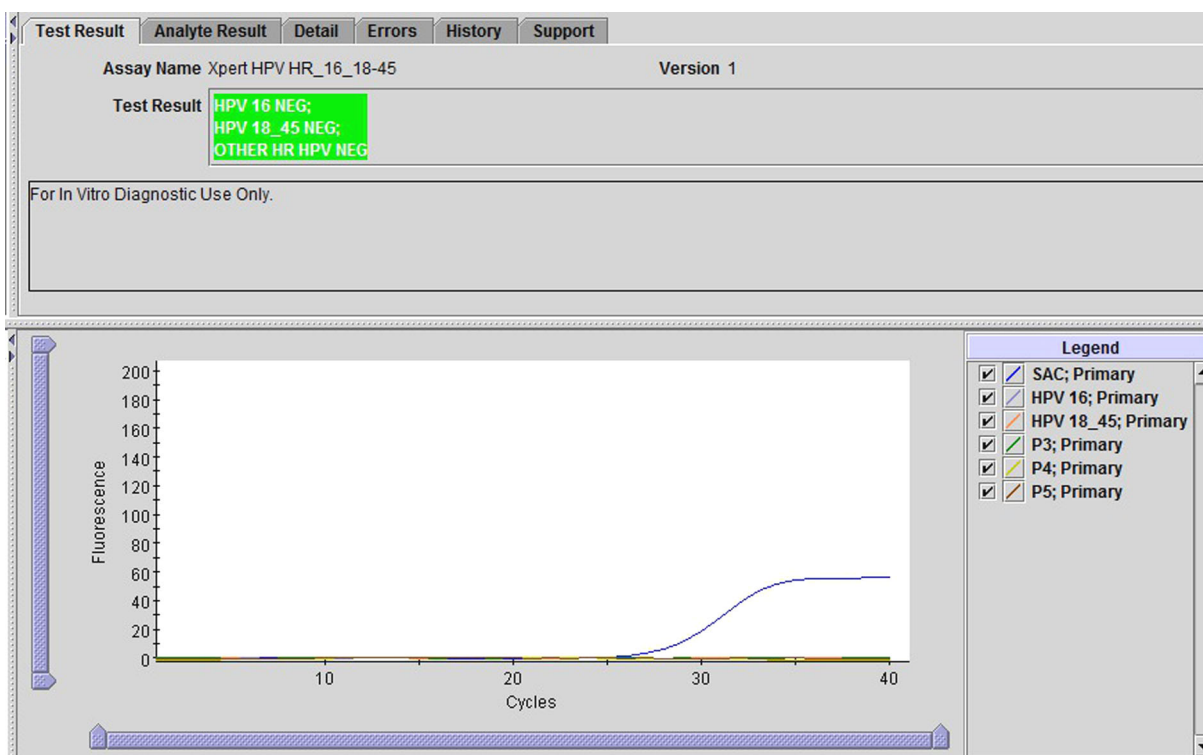 Test Result Analyte Result Detail Errors History Support
Assay Name Xpert HPV HR_16_18-45 Version 1
Test Result HPV 16 NEG;
HPV 18_45 NEG;
OTHER HR HPV NEG
For In Vitro Diagnostic Use Only.
200
180
160
140
120
100
80
60
40
20
0
Fluorescence
10 20 30 40
Cycles
Legend
SAC; Primary
HPV 16; Primary
HPV 18_45; Primary
P3; Primary
P4; Primary
P5; Primary